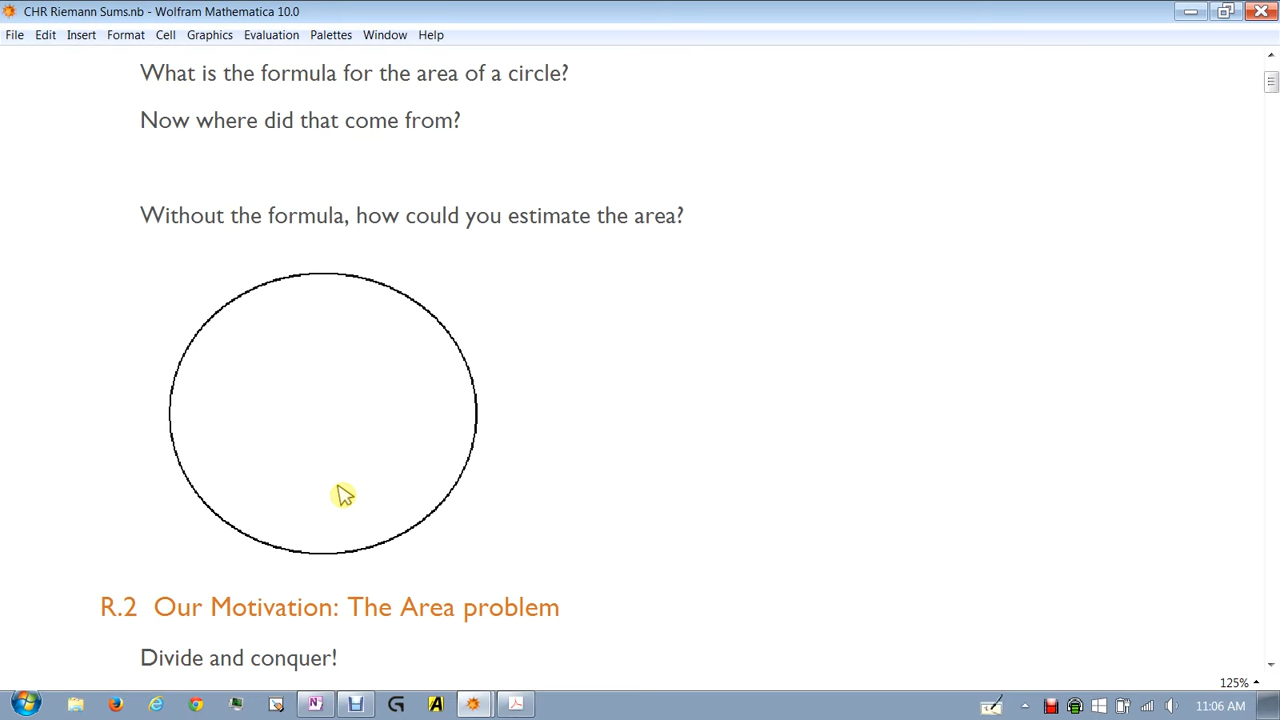 CHR Riemann Sums.nb - Wolfram Mathematica 10.0
File Edit Insert Format Cell Graphics Evaluation Palettes Window Help
What is the formula for the area of a circle?
Now where did that come from?
Without the formula, how could you estimate the area?
R.2 Our Motivation: The Area problem
Divide and conquer!
125%
11:06 AM